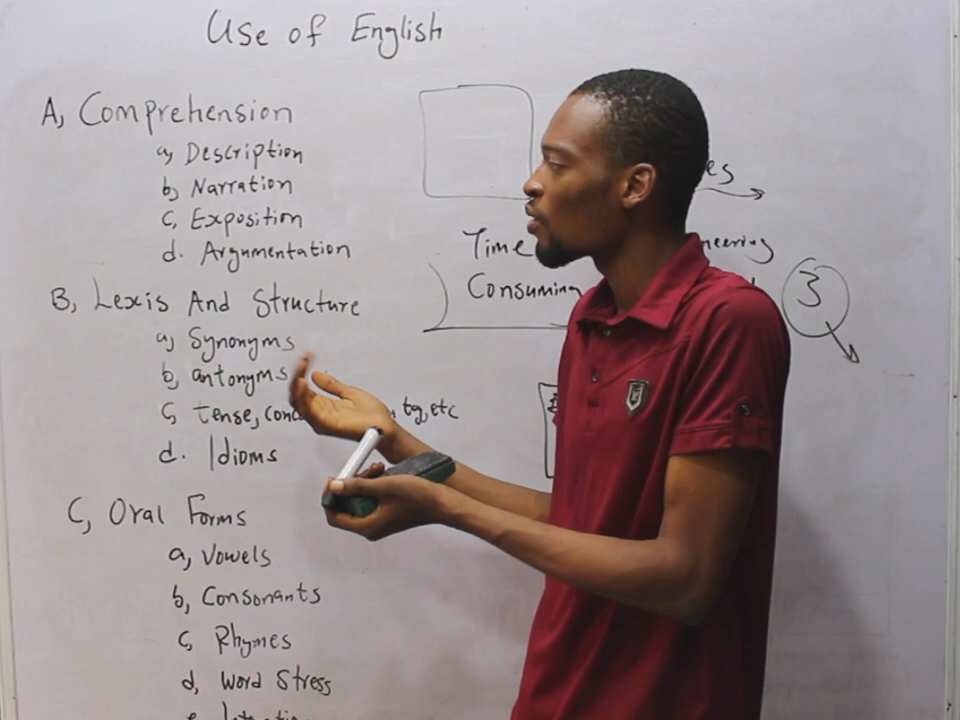 Use of English
A, Comprehension
a, Description
b, Narration
c, Exposition
d. Argumentation
B, Lexis And Structure
a, Synonyms
b, antonyms
c, tense, etc
d. Idioms
C, Oral Forms
a, Vowels
b, Consonants
c, Rhymes
d, Word Stress
e.
Time
Consuming
3